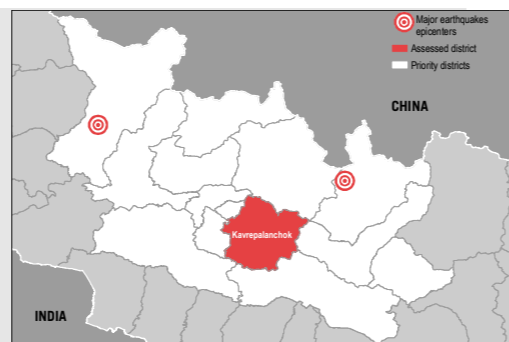 Major earthquakes
epicenters
Assessed district
Priority districts
CHINA
Kavrepalanchok
INDIA